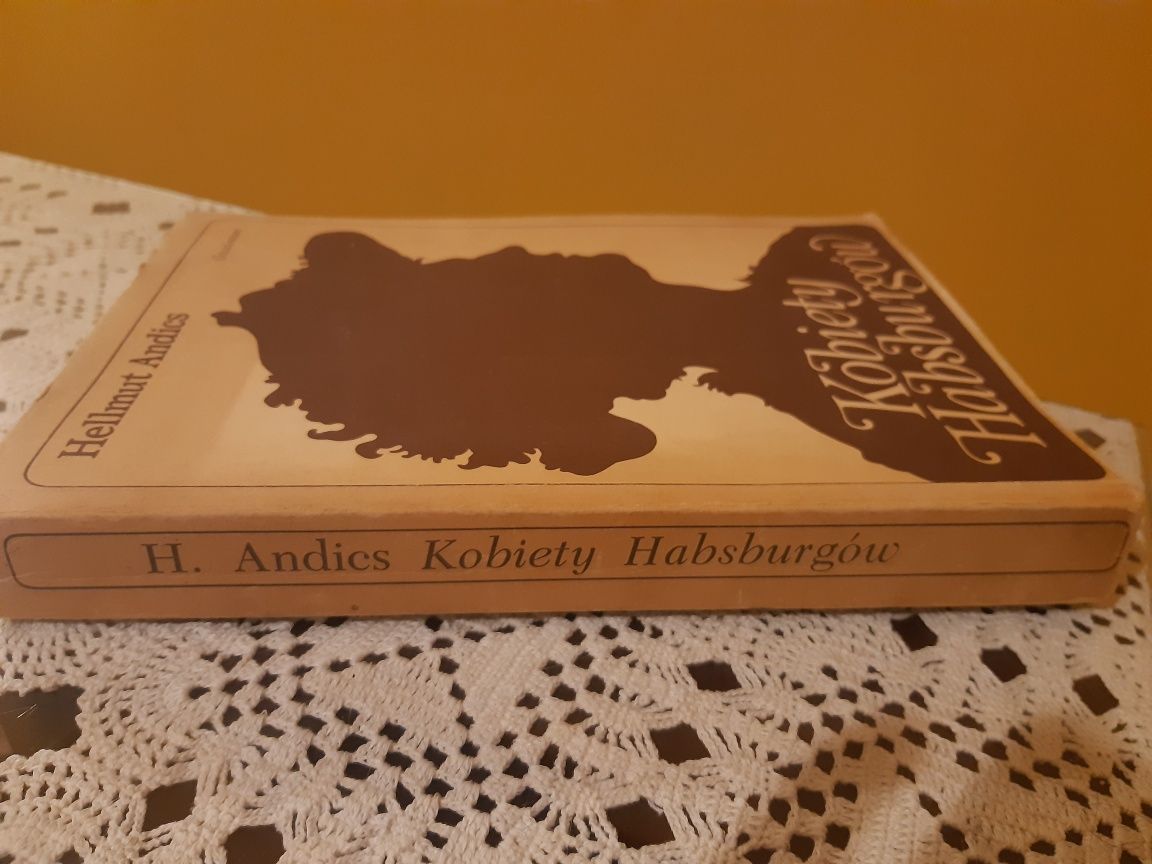 Hellmut Andics
Kobiety
Habsburgów
H. Andics Kobiety Habsburgów